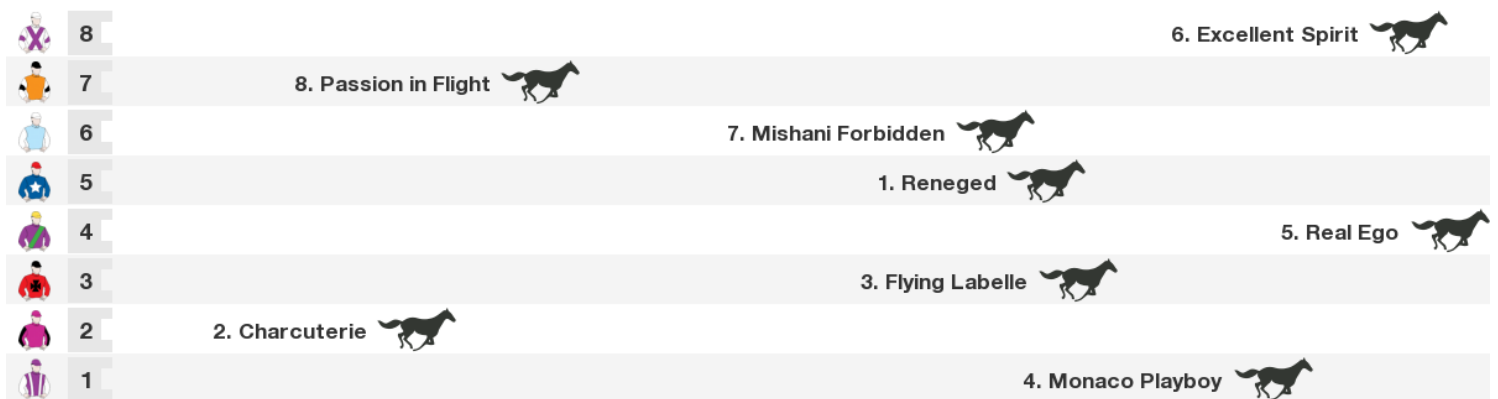 8 6. Excellent Spirit
7 8. Passion in Flight
6 7. Mishani Forbidden
5 1. Reneged
4 5. Real Ego
3 3. Flying Labelle
2 2. Charcuterie
1 4. Monaco Playboy